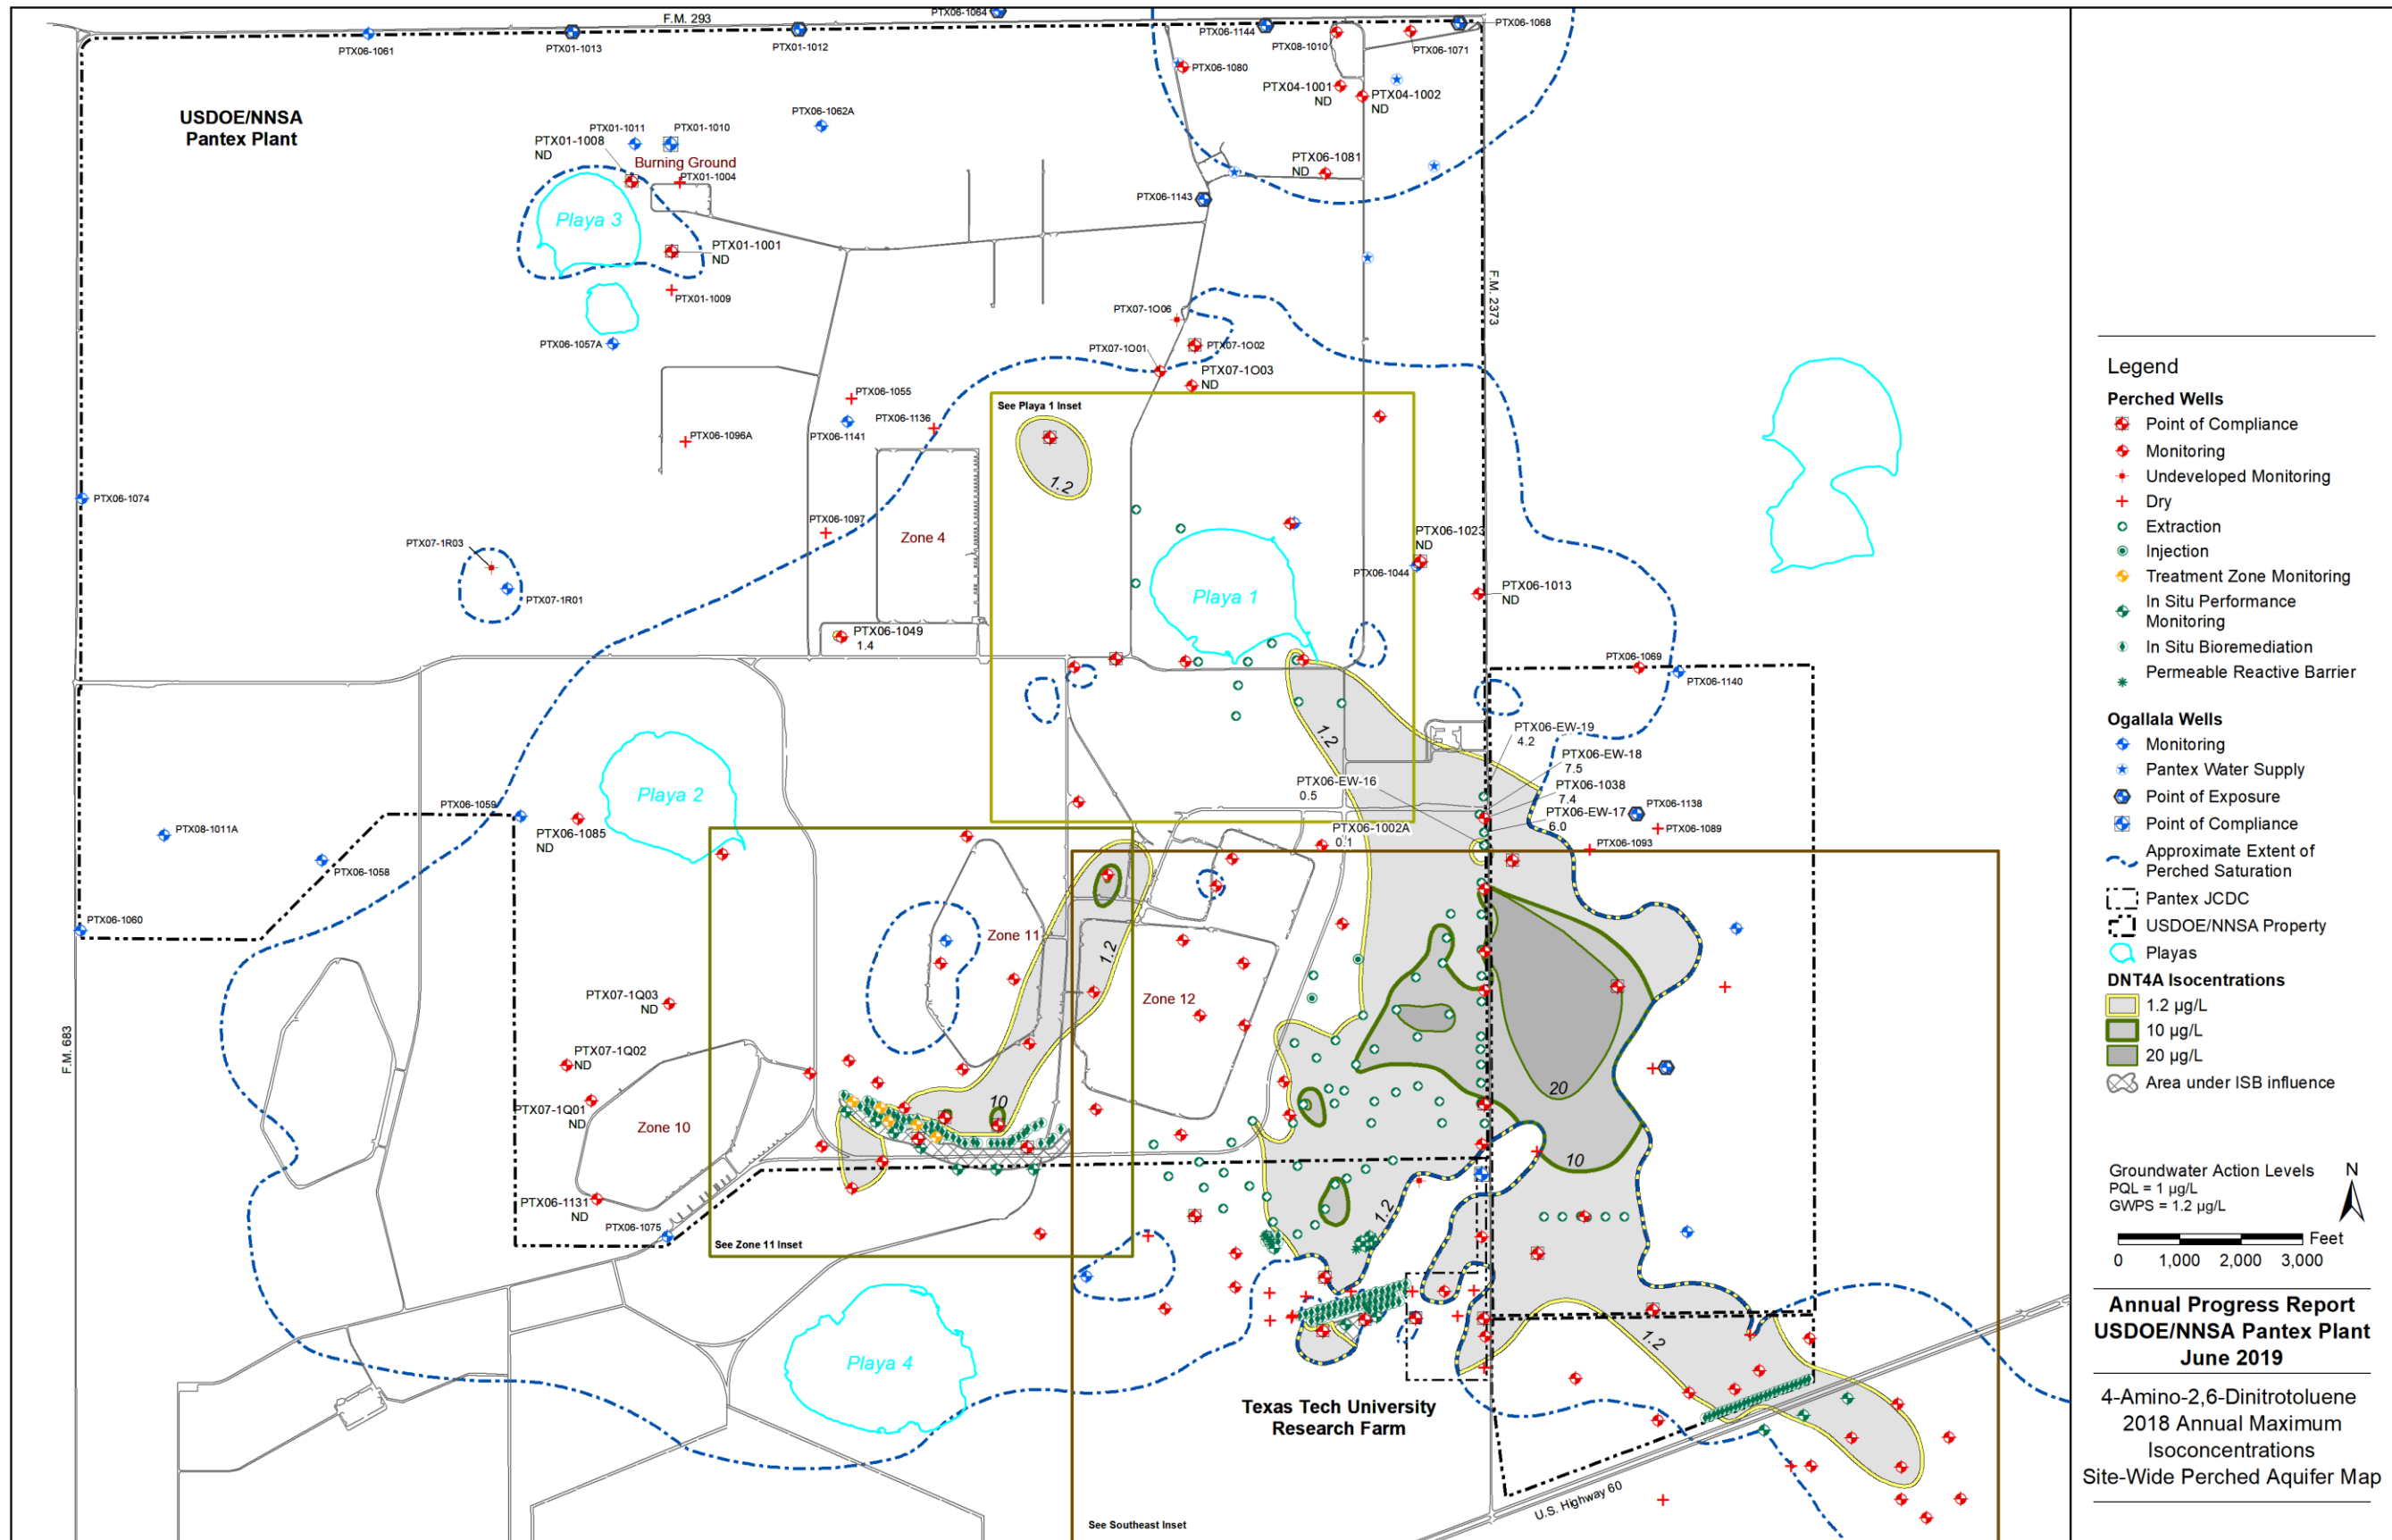 F.M. 293
PTX06-1064
PTX06-1061
PTX01-1013
PTX01-1012
PTX06-1144
PTX06-1068
PTX08-1010
PTX06-1071
PTX06-1080
PTX04-1001
ND
PTX04-1002
ND
USDOE/NNSA
Pantex Plant
PTX06-1062A
PTX01-1011
PTX01-1010
PTX01-1008
ND
Burning Ground
PTX01-1004
PTX06-1081
ND
PTX06-1143
Playa 3
PTX01-1001
ND
PTX01-1009
F.M. 2373
PTX07-1O06
PTX06-1057A
PTX07-1O01
PTX07-1O02
PTX07-1O03
ND
PTX06-1055
See Playa 1 Inset
PTX06-1136
PTX06-1141
PTX06-1096A
1.2
PTX06-1074
PTX06-1097
Zone 4
PTX06-1023
ND
PTX07-1R03
PTX06-1044
PTX07-1R01
Playa 1
PTX06-1013
ND
PTX06-1049
1.4
PTX06-1069
PTX06-1140
1.2
PTX06-EW-19
4.2
PTX06-EW-18
7.5
PTX06-EW-16
0.5
PTX06-1038
7.4
Playa 2
PTX06-1059
PTX06-1138
PTX06-EW-17
6.0
PTX08-1011A
PTX06-1085
ND
PTX06-1002A
0.1
PTX06-1089
PTX06-1093
PTX06-1058
PTX06-1060
Zone 11
1.2
Zone 12
PTX07-1Q03
ND
F.M. 683
PTX07-1Q02
ND
20
PTX07-1Q01
ND
10
Zone 10
10
PTX06-1131
ND
PTX06-1075
1.2
See Zone 11 Inset
1.2
Playa 4
Texas Tech University
Research Farm
U.S. Highway 60
See Southeast Inset
Legend
Perched Wells
Point of Compliance
Monitoring
Undeveloped Monitoring
Dry
Extraction
Injection
Treatment Zone Monitoring
In Situ Performance
Monitoring
In Situ Bioremediation
Permeable Reactive Barrier
Ogallala Wells
Monitoring
Pantex Water Supply
Point of Exposure
Point of Compliance
Approximate Extent of
Perched Saturation
Pantex JCDC
USDOE/NNSA Property
Playas
DNT4A Isocentrations
1.2 µg/L
10 µg/L
20 µg/L
Area under ISB influence
Groundwater Action Levels
PQL = 1 µg/L
GWPS = 1.2 µg/L
N
Feet
0 1,000 2,000 3,000
Annual Progress Report
USDOE/NNSA Pantex Plant
June 2019
4-Amino-2,6-Dinitrotoluene
2018 Annual Maximum
Isoconcentrations
Site-Wide Perched Aquifer Map